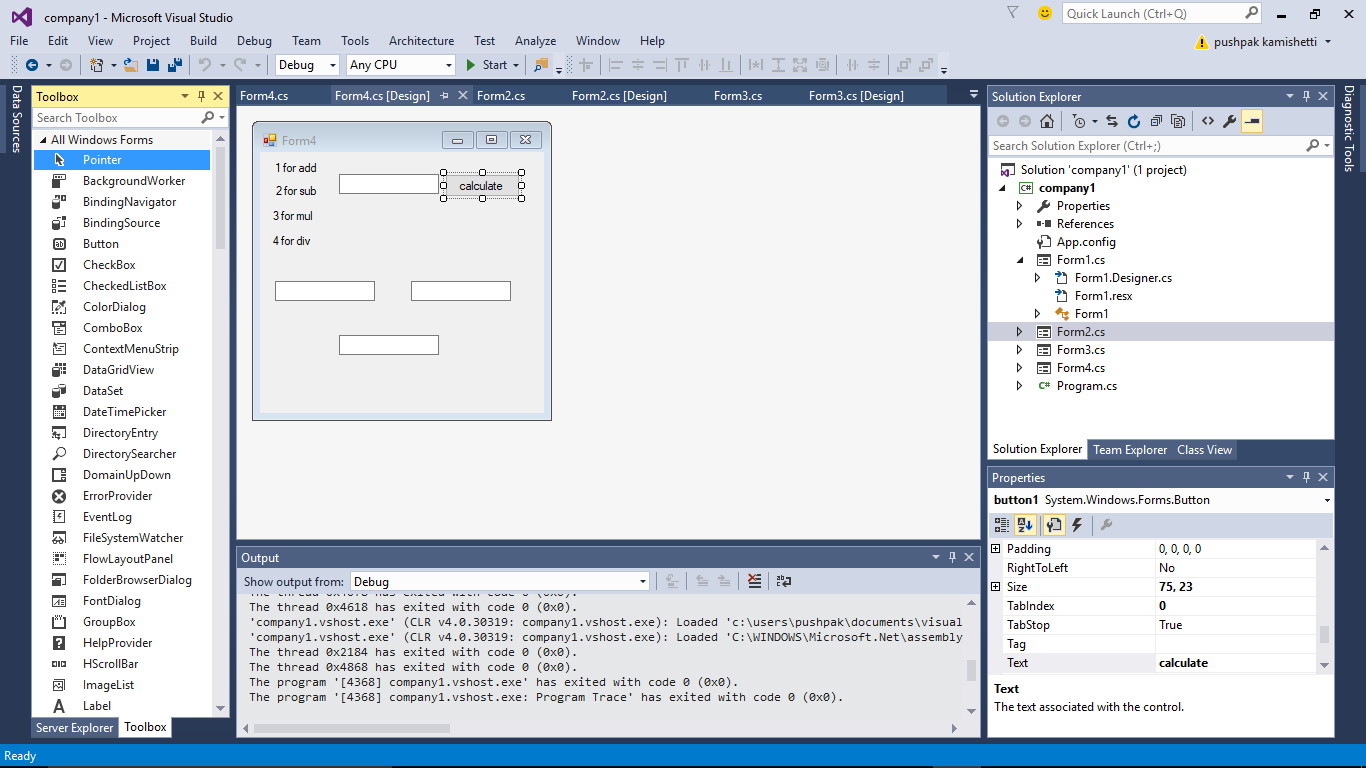 company1 - Microsoft Visual Studio
Quick Launch (Ctrl+Q)
File Edit View Project Build Debug Team Tools Architecture Test Analyze Window Help
pushpak kamishetti
Debug Any CPU Start
Data Sources
Toolbox
Search Toolbox
All Windows Forms
Pointer
BackgroundWorker
BindingNavigator
BindingSource
Button
CheckBox
CheckedListBox
ColorDialog
ComboBox
ContextMenuStrip
DataGridView
DataSet
DateTimePicker
DirectoryEntry
DirectorySearcher
DomainUpDown
ErrorProvider
EventLog
FileSystemWatcher
FlowLayoutPanel
FolderBrowserDialog
FontDialog
GroupBox
HelpProvider
HScrollBar
ImageList
Label
Server Explorer Toolbox
Form4.cs Form4.cs [Design] Form2.cs Form2.cs [Design] Form3.cs Form3.cs [Design]
Form4
1 for add
2 for sub
3 for mul
4 for div
calculate
Output
Show output from: Debug
The thread 0x4618 has exited with code 0 (0x0).
'company1.vshost.exe' (CLR v4.0.30319: company1.vshost.exe): Loaded 'c:\users\pushpak\documents\visual
'company1.vshost.exe' (CLR v4.0.30319: company1.vshost.exe): Loaded 'C:\WINDOWS\Microsoft.Net\assembly
The thread 0x2184 has exited with code 0 (0x0).
The thread 0x4868 has exited with code 0 (0x0).
The program '[4368] company1.vshost.exe' has exited with code 0 (0x0).
The program '[4368] company1.vshost.exe: Program Trace' has exited with code 0 (0x0).
Solution Explorer
Search Solution Explorer (Ctrl+;)
Solution 'company1' (1 project)
company1
Properties
References
App.config
Form1.cs
Form1.Designer.cs
Form1.resx
Form1
Form2.cs
Form3.cs
Form4.cs
Program.cs
Solution Explorer Team Explorer Class View
Properties
button1 System.Windows.Forms.Button
Padding 0, 0, 0, 0
RightToLeft No
Size 75, 23
TabIndex 0
TabStop True
Tag
Text calculate
Text
The text associated with the control.
Diagnostic Tools
Ready